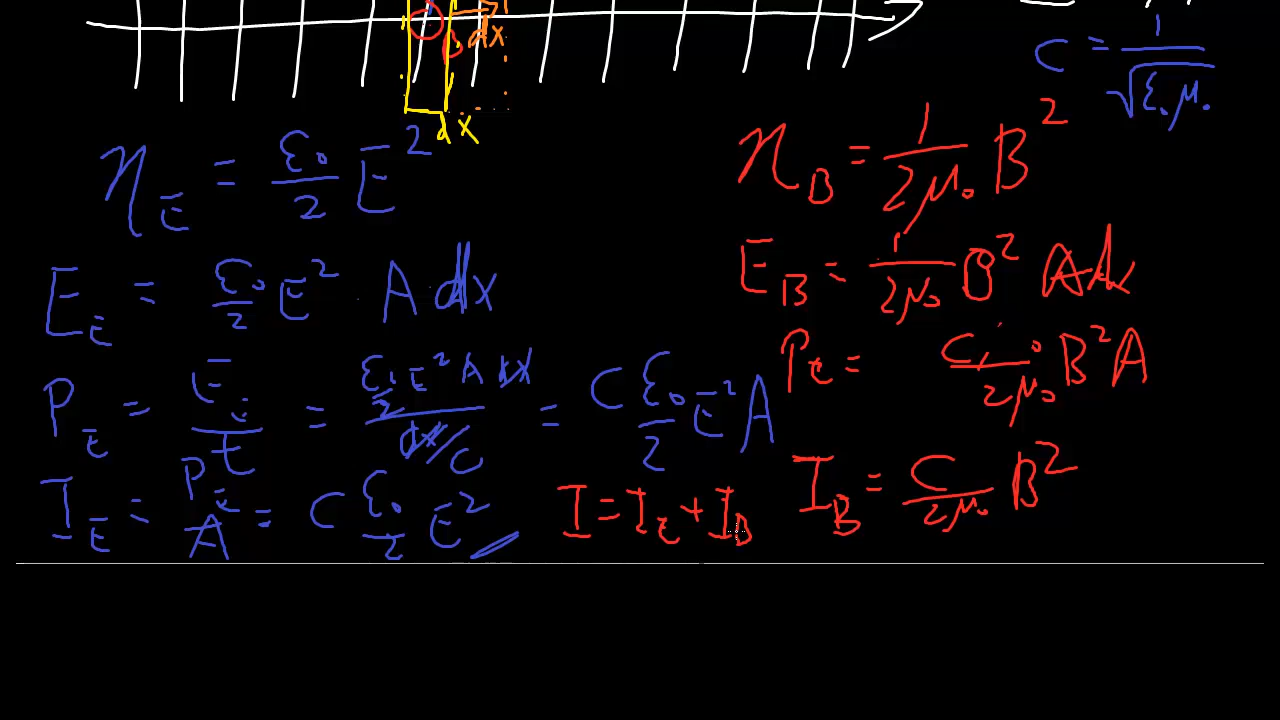 dx
C = 1/√(ε₀μ₀)
dx
η_E = ε₀/2 E²
η_B = 1/(2μ₀) B²
E_E = ε₀/2 E² A dx
E_B = 1/(2μ₀) B² A dx
P_E = E_E/t = (ε₀/2 E² A dx)/(dx/C) = C ε₀/2 E² A
P_E = C/(2μ₀) B² A
I_E = P_E/A = C ε₀/2 E²
I = I_E + I_B
I_B = C/(2μ₀) B²